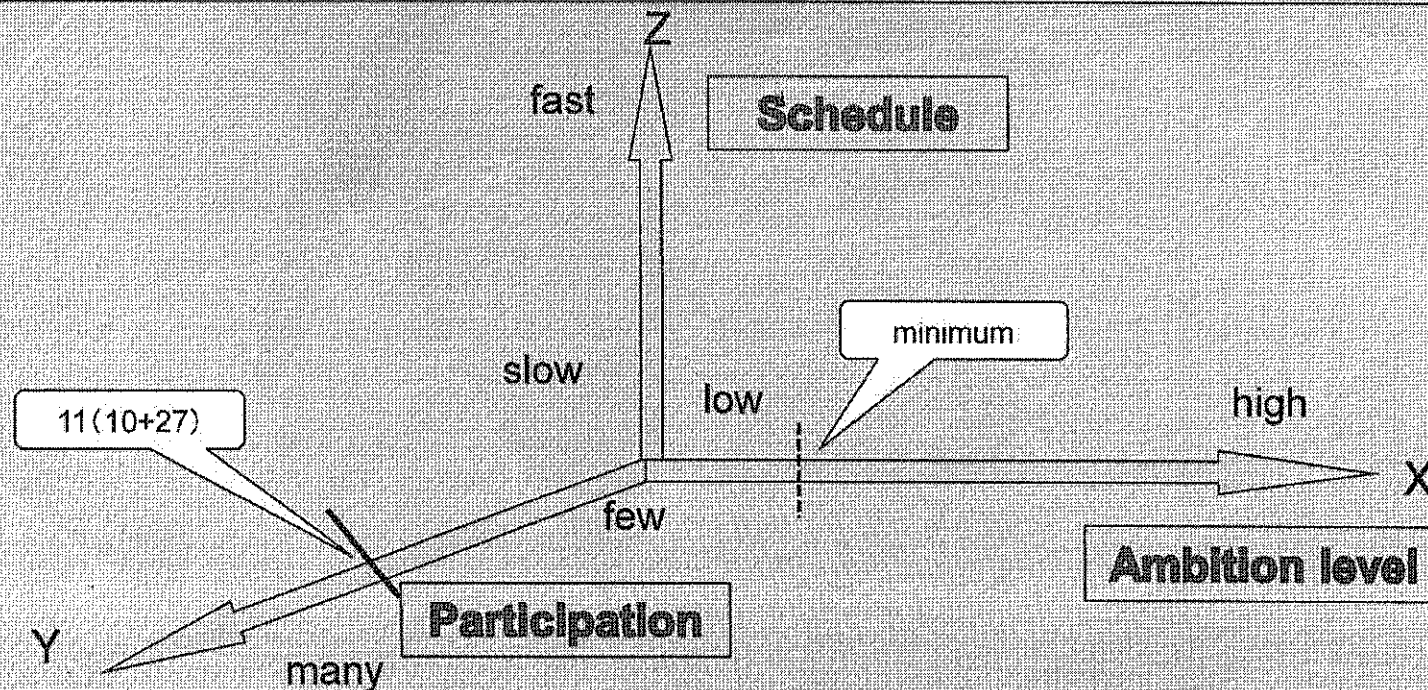 Z
fast
Schedule
minimum
slow
low
high
11(10+27)
X
few
Ambition level
Participation
Y
many